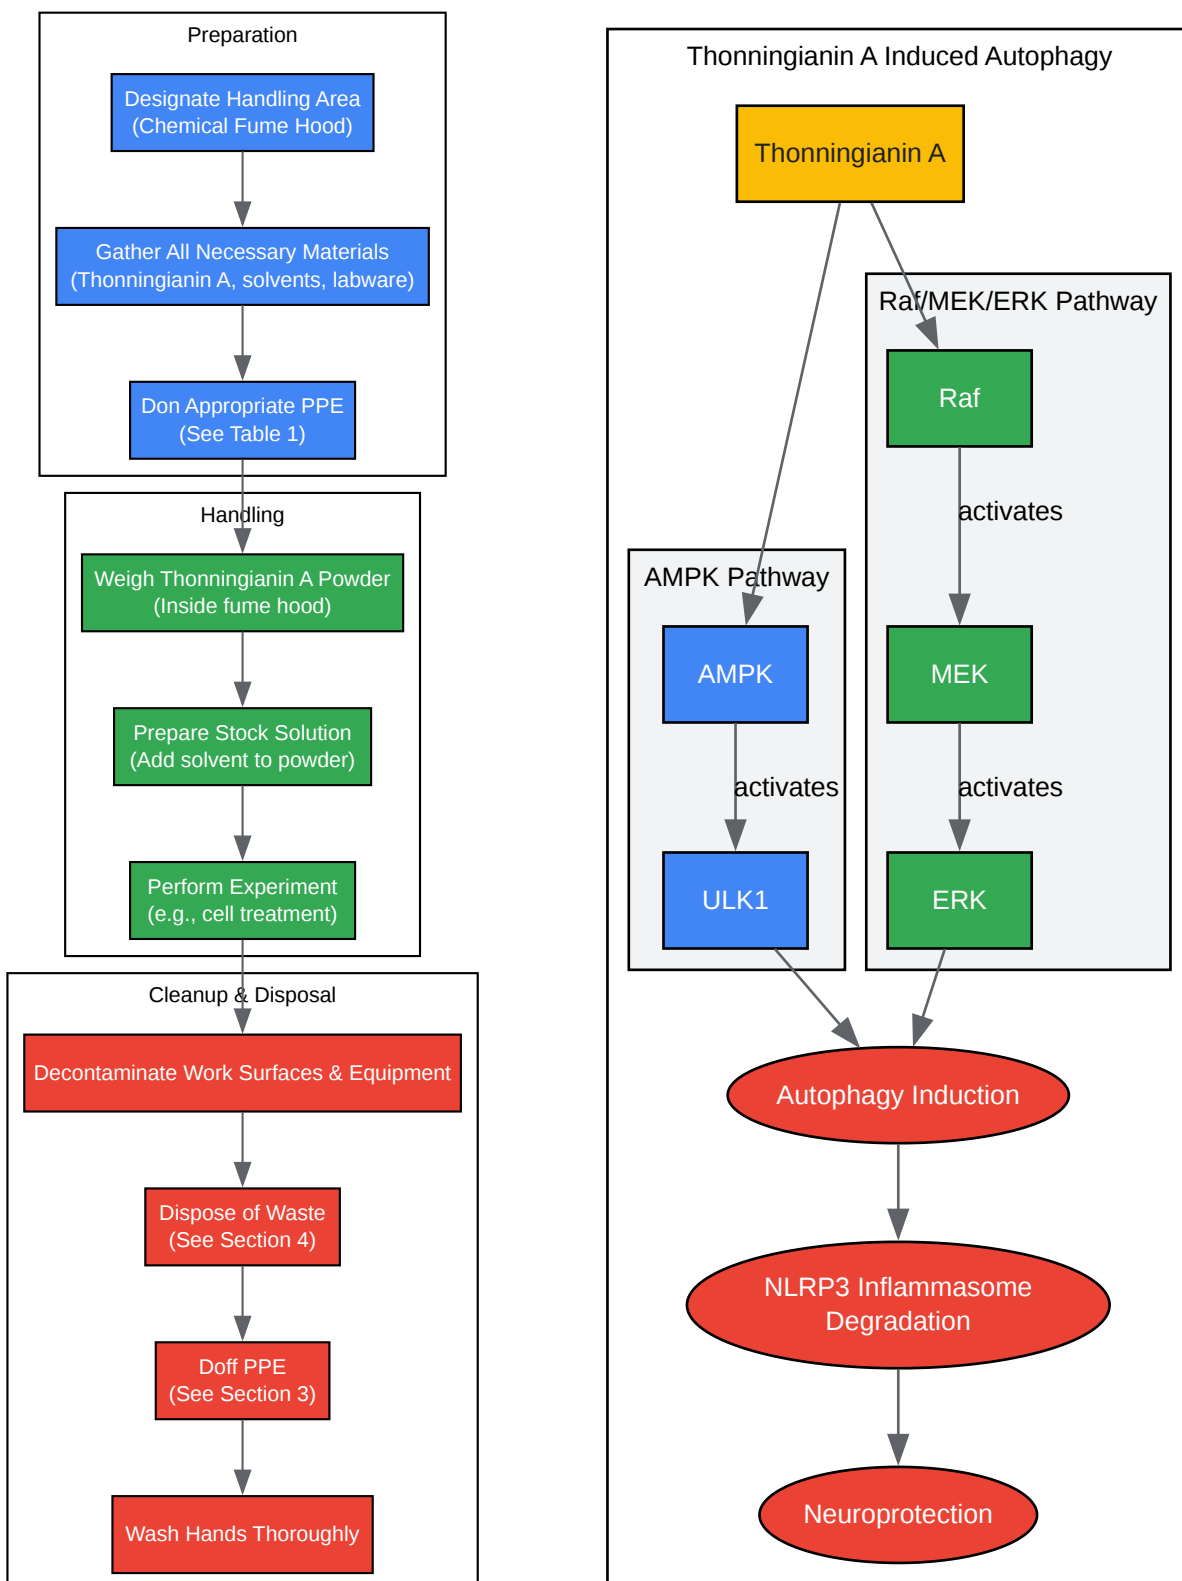 Preparation
Designate Handling Area
(Chemical Fume Hood)
Gather All Necessary Materials
(Thonningianin A, solvents, labware)
Don Appropriate PPE
(See Table 1)
Handling
Weigh Thonningianin A Powder
(Inside fume hood)
Prepare Stock Solution
(Add solvent to powder)
Perform Experiment
(e.g., cell treatment)
Cleanup & Disposal
Decontaminate Work Surfaces & Equipment
Dispose of Waste
(See Section 4)
Doff PPE
(See Section 3)
Wash Hands Thoroughly
Thonningianin A Induced Autophagy
Thonningianin A
Raf/MEK/ERK Pathway
Raf
activates
AMPK Pathway
AMPK
MEK
activates
activates
ULK1
ERK
Autophagy Induction
NLRP3 Inflammasome
Degradation
Neuroprotection